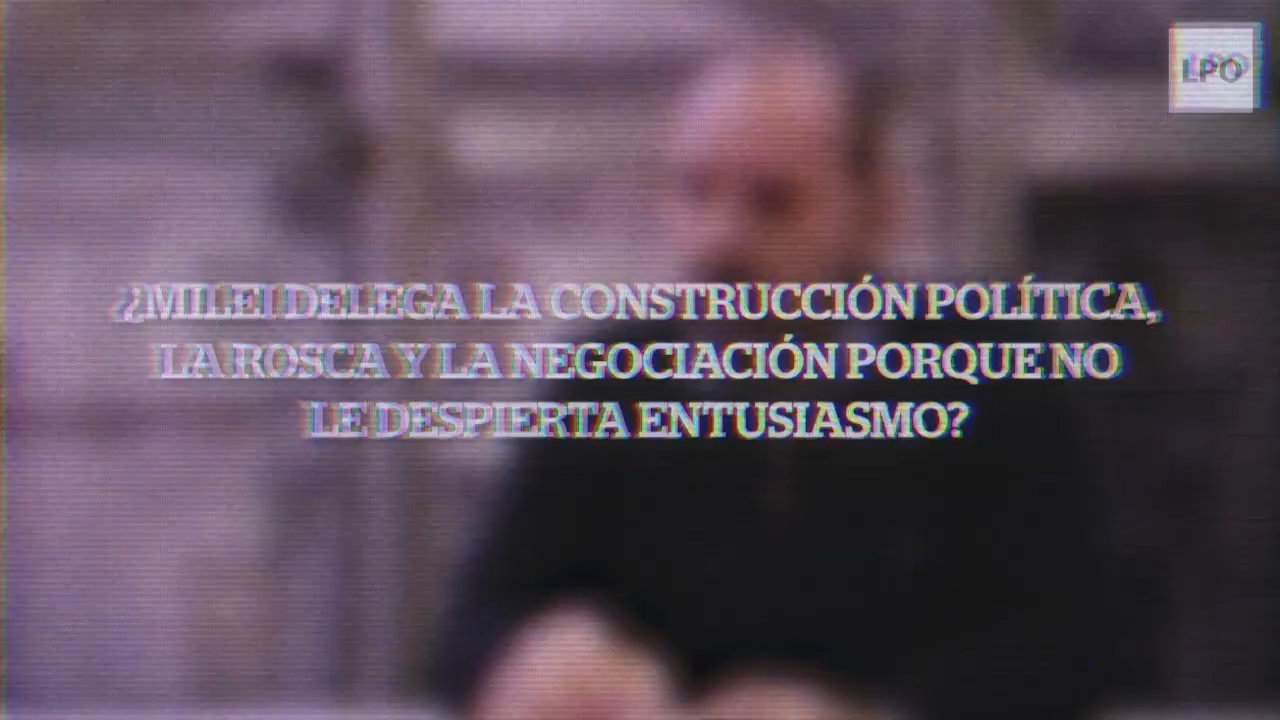 LPO
¿MILEI DELEGA LA CONSTRUCCIÓN POLÍTICA,
LA ROSCA Y LA NEGOCIACIÓN PORQUE NO
LE DESPIERTA ENTUSIASMO?